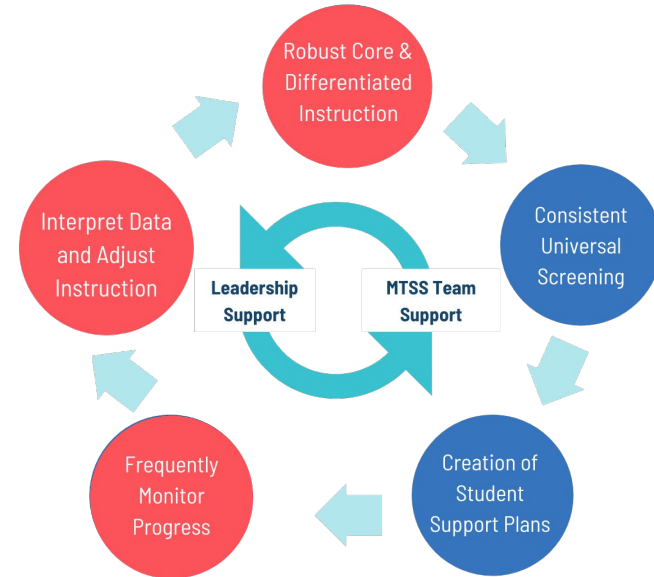 Robust Core &
Differentiated
Instruction
Consistent
Universal
Screening
Creation of
Student
Support Plans
Frequently
Monitor
Progress
Interpret Data
and Adjust
Instruction
Leadership
Support
MTSS Team
Support